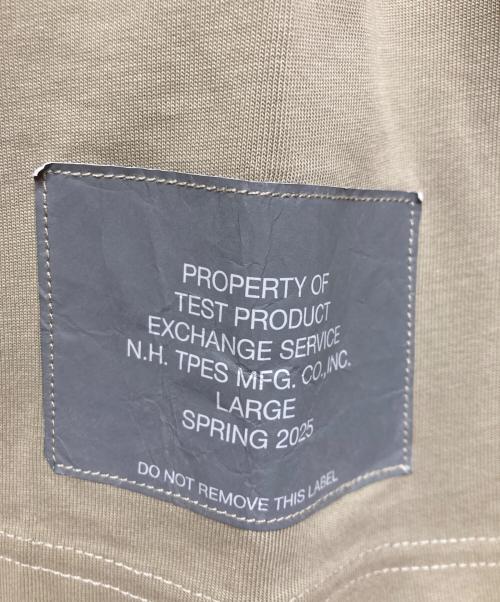 PROPERTY OF
TEST PRODUCT
EXCHANGE SERVICE
N.H. TPES MFG. CO., INC.
LARGE
SPRING 2025
DO NOT REMOVE THIS LABEL